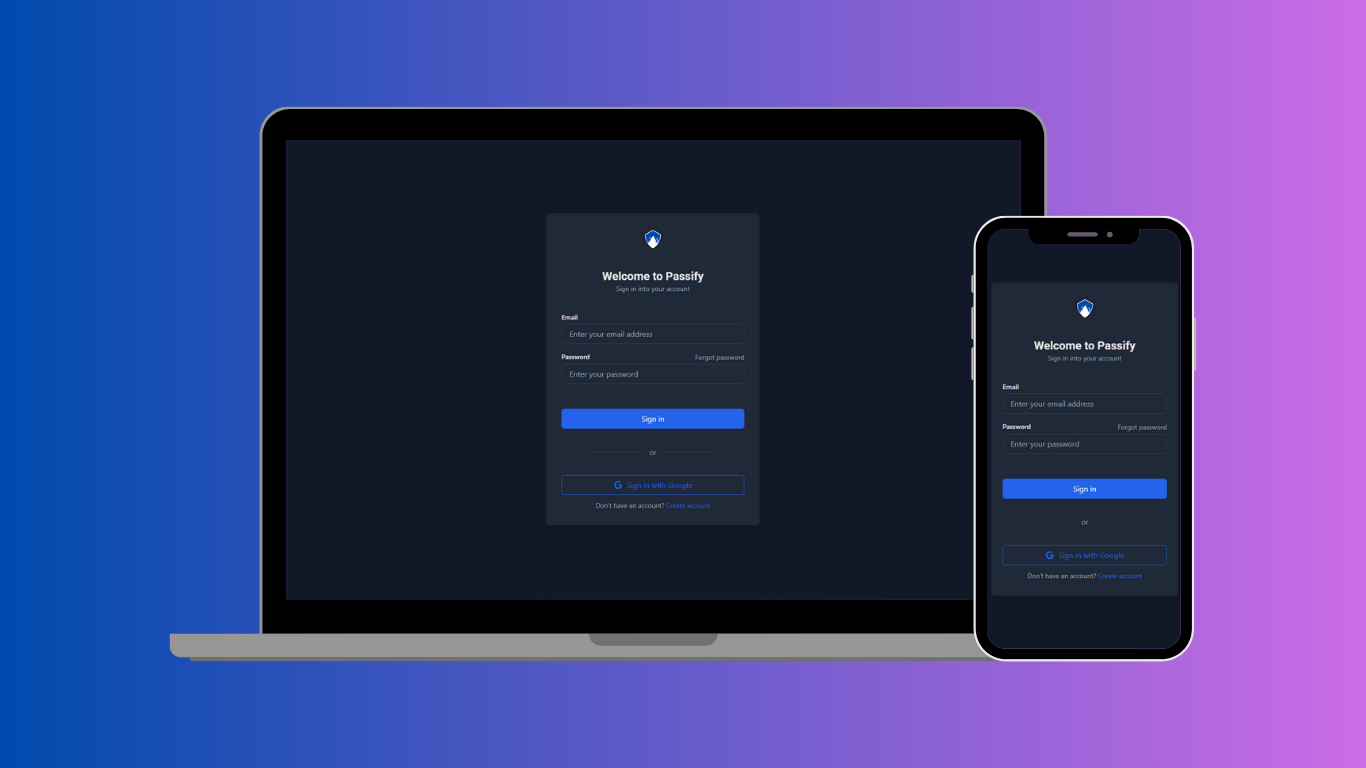 Welcome to Passify
Sign in into your account
Email
Enter your email address
Password Forgot password
Enter your password
Sign in
or
Sign in with Google
Don't have an account? Create account
Welcome to Passify
Sign in into your account
Email
Enter your email address
Password Forgot password
Enter your password
Sign in
or
Sign in with Google
Don't have an account? Create account